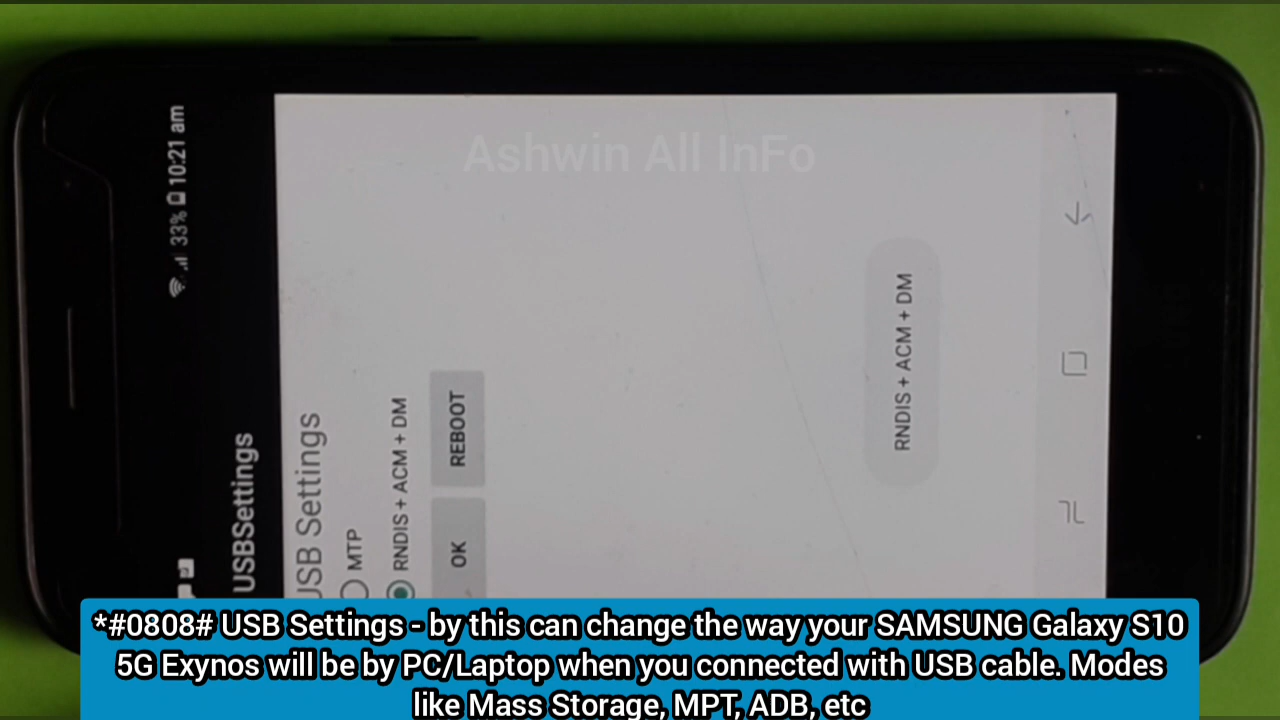 Ashwin All InFo
33% 10:21 am
USBSettings
USB Settings
MTP
RNDIS + ACM + DM
OK REBOOT
RNDIS + ACM + DM
*#0808# USB Settings - by this can change the way your SAMSUNG Galaxy S10
5G Exynos will be by PC/Laptop when you connected with USB cable. Modes
like Mass Storage, MPT, ADB, etc